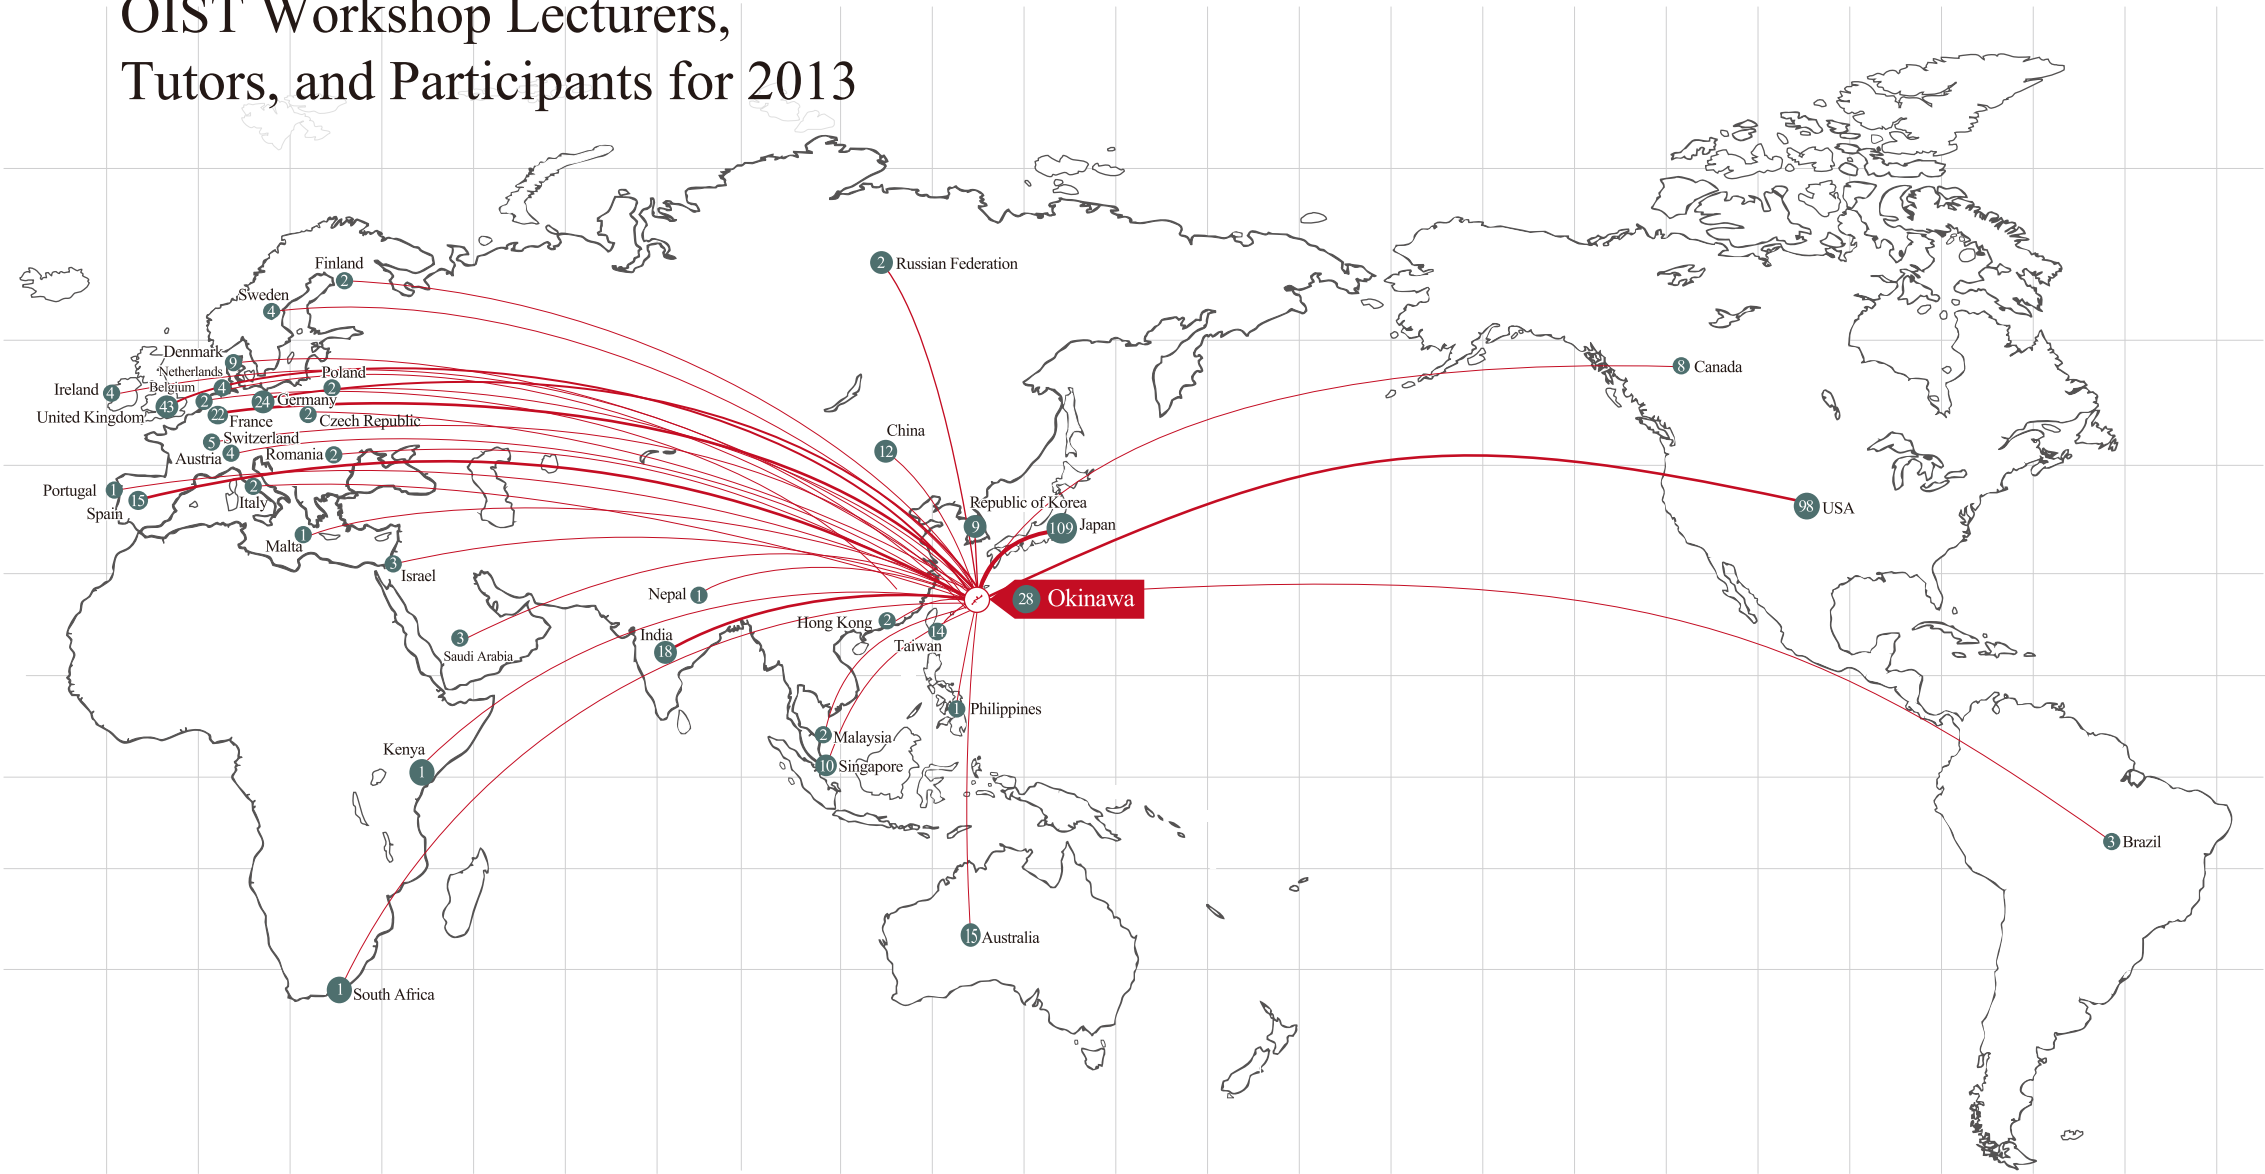 OIST Workshop Lecturers,
Tutors, and Participants for 2013
Finland
2
2 Russian Federation
Sweden
4
Denmark
9
Netherlands
4
Poland
2
Belgium
2
Ireland 4
43
United Kingdom
24 Germany
22
France
2
Czech Republic
8 Canada
China
12
5 Switzerland
Austria 4
Romania 2
Portugal 1
15
Spain
2
Italy
Republic of Korea
9
109 Japan
98 USA
1
Malta
3
Israel
Nepal 1
28 Okinawa
Hong Kong 2
14
Taiwan
India
18
3
Saudi Arabia
1 Philippines
2 Malaysia
Kenya
1
10 Singapore
3 Brazil
15 Australia
1 South Africa